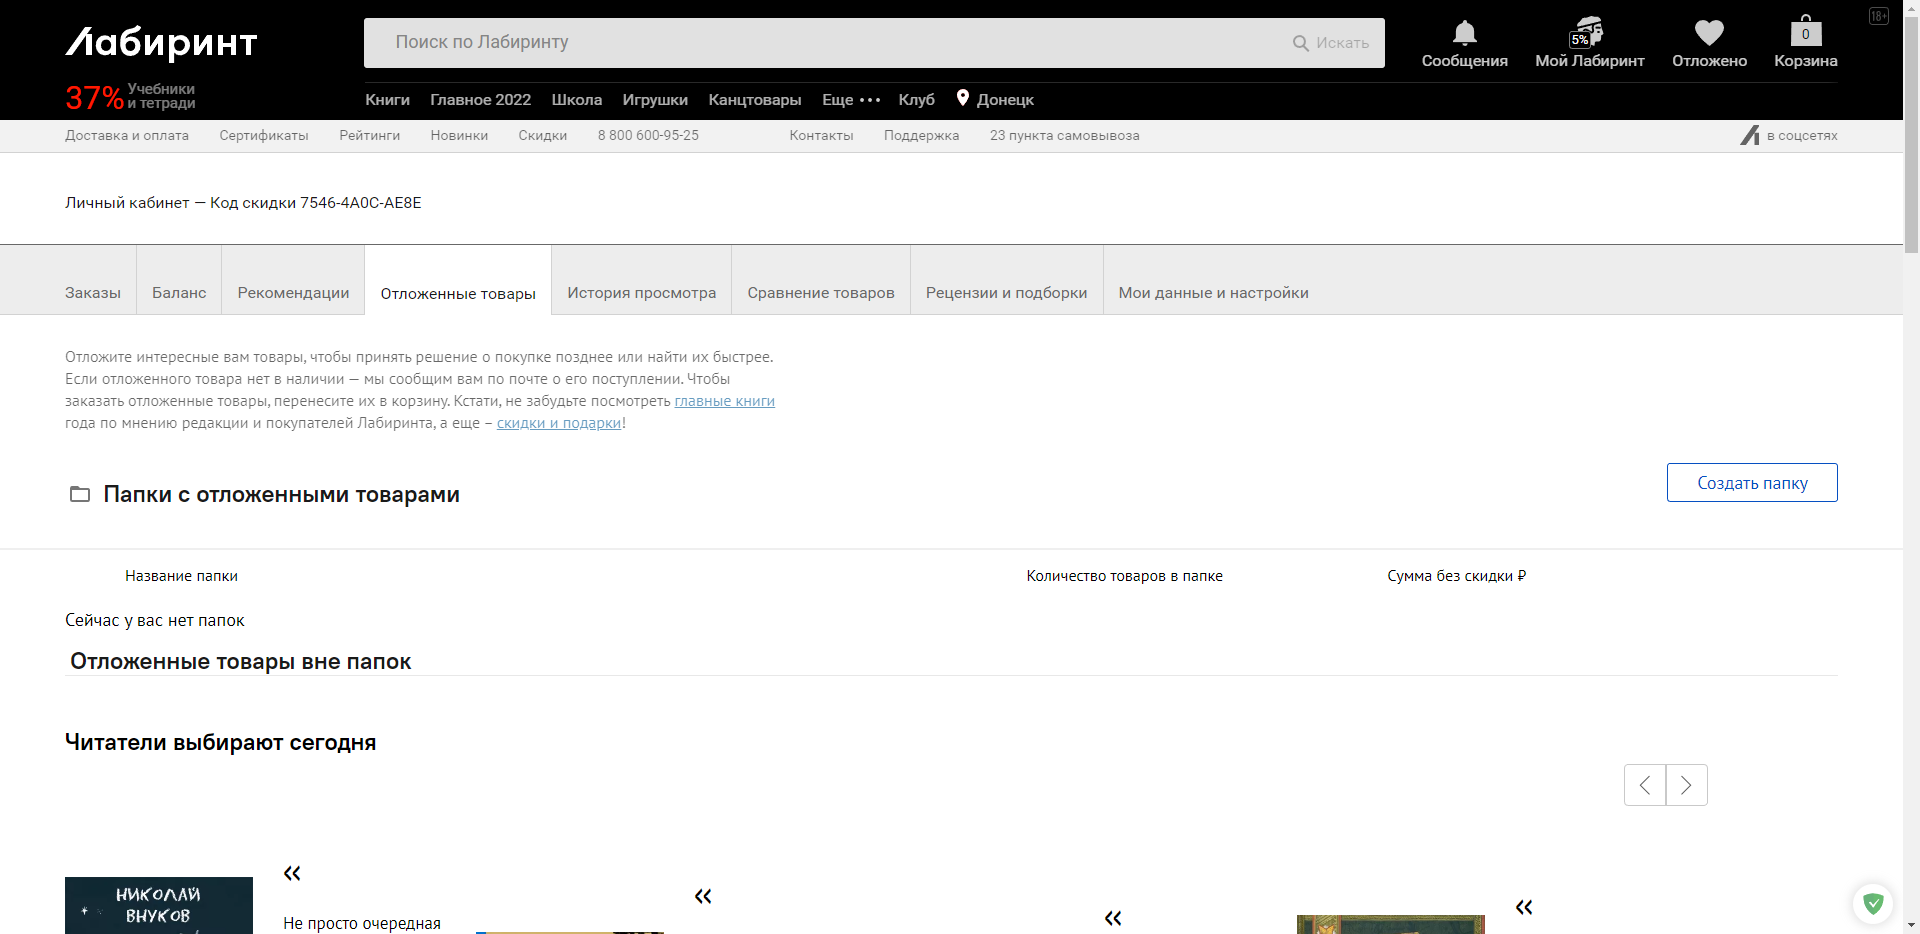 Лабиринт
Поиск по Лабиринту
Искать
Сообщения
5%
Мой Лабиринт
Отложено
0
Корзина
18+
37% Учебники
и тетради
Книги Главное 2022 Школа Игрушки Канцтовары Еще ••• Клуб Донецк
Доставка и оплата Сертификаты Рейтинги Новинки Скидки 8 800 600-95-25 Контакты Поддержка 23 пункта самовывоза в соцсетях
Личный кабинет — Код скидки 7546-4A0C-AE8E
Заказы Баланс Рекомендации Отложенные товары История просмотра Сравнение товаров Рецензии и подборки Мои данные и настройки
Отложите интересные вам товары, чтобы принять решение о покупке позднее или найти их быстрее.
Если отложенного товара нет в наличии — мы сообщим вам по почте о его поступлении. Чтобы
заказать отложенные товары, перенесите их в корзину. Кстати, не забудьте посмотреть главные книги
года по мнению редакции и покупателей Лабиринта, а еще – скидки и подарки!
Папки с отложенными товарами
Создать папку
Название папки Количество товаров в папке Сумма без скидки ₽
Сейчас у вас нет папок
Отложенные товары вне папок
Читатели выбирают сегодня
НИКОЛАЙ
ВНУКОВ
«
Не просто очередная
«
«
«